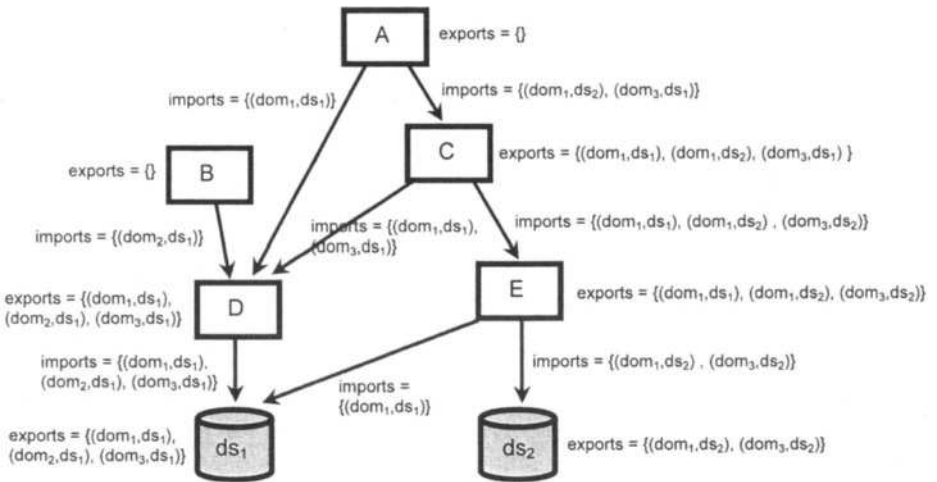 A
exports = {}
imports = {(dom₁,ds₁)}
imports = {(dom₁,ds₂), (dom₃,ds₁)}
C
exports = {(dom₁,ds₁), (dom₁,ds₂), (dom₃,ds₁) }
exports = {}
B
imports = {(dom₂,ds₁)}
imports = {(dom₁,ds₁),
(dom₃,ds₁)}
imports = {(dom₁,ds₁), (dom₁,ds₂) , (dom₃,ds₂)}
exports = {(dom₁,ds₁),
(dom₂,ds₁), (dom₃,ds₁)}
D
E
exports = {(dom₁,ds₁), (dom₁,ds₂), (dom₃,ds₂)}
imports = {(dom₁,ds₁),
(dom₂,ds₁), (dom₃,ds₁)}
imports =
{(dom₁,ds₁)}
imports = {(dom₁,ds₂) , (dom₃,ds₂)}
exports = {(dom₁,ds₁),
(dom₂,ds₁), (dom₃,ds₁)}
ds₁
ds₂
exports = {(dom₁,ds₂), (dom₃,ds₂)}